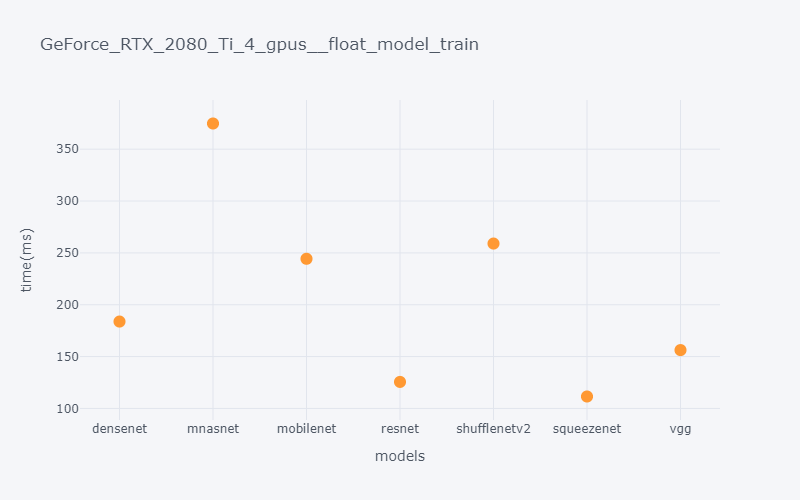 GeForce_RTX_2080_Ti_4_gpus__float_model_train
time(ms)
350
300
250
200
150
100
densenet mnasnet mobilenet resnet shufflenetv2 squeezenet vgg
models